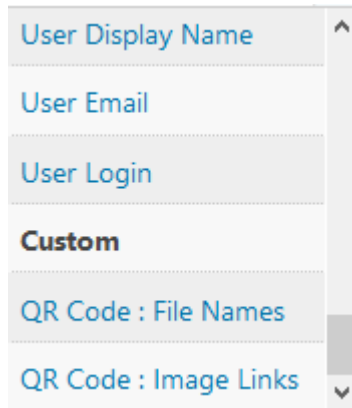 User Display Name
User Email
User Login
Custom
QR Code : File Names
QR Code : Image Links